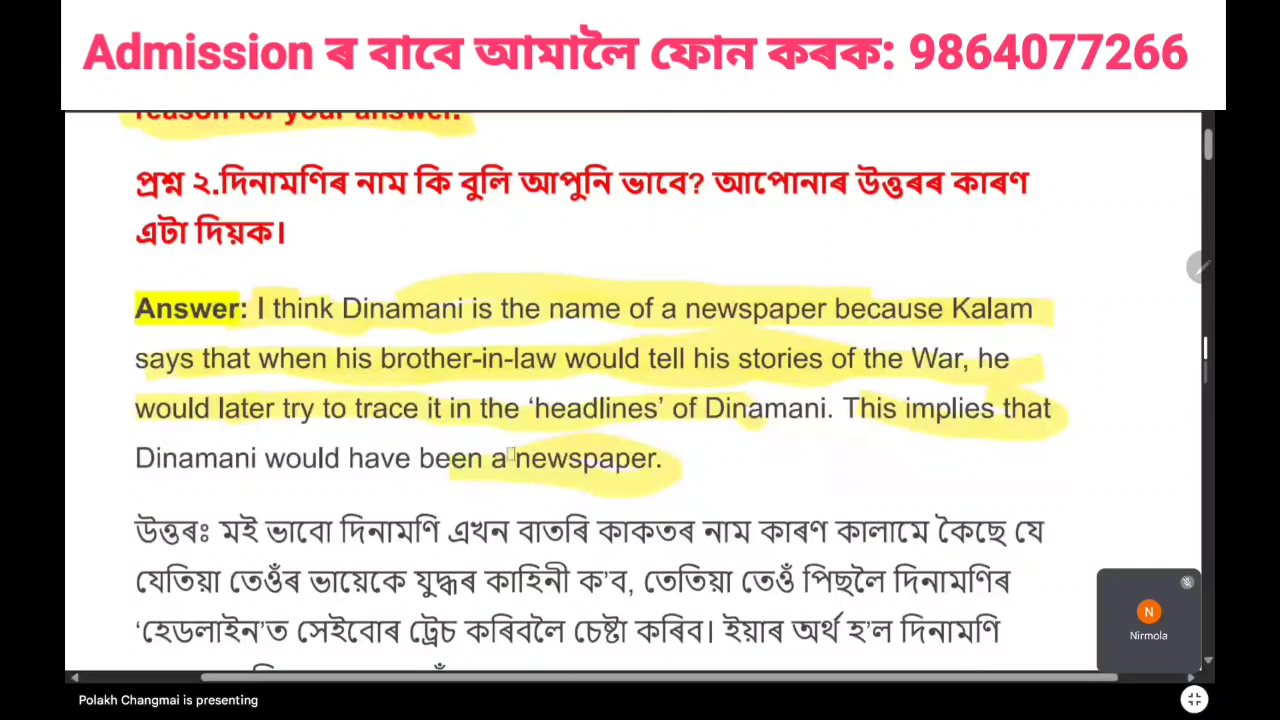 Admission ৰ বাবে আমালৈ ফোন কৰক: 9864077266
reason for your answer.
প্ৰশ্ন ২.দিনামণিৰ নাম কি বুলি আপুনি ভাবে? আপোনাৰ উত্তৰৰ কাৰণ
এটা দিয়ক।
Answer: I think Dinamani is the name of a newspaper because Kalam
says that when his brother-in-law would tell his stories of the War, he
would later try to trace it in the ‘headlines’ of Dinamani. This implies that
Dinamani would have been a newspaper.
উত্তৰঃ মই ভাবো দিনামণি এখন বাতৰি কাকতৰ নাম কাৰণ কালামে কৈছে যে
যেতিয়া তেওঁৰ ভায়েকে যুদ্ধৰ কাহিনী ক’ব, তেতিয়া তেওঁ পিছলৈ দিনামণিৰ
‘হেডলাইন’ত সেইবোৰ ট্ৰেচ কৰিবলৈ চেষ্টা কৰিব। ইয়াৰ অৰ্থ হ’ল দিনামণি
N
Nirmola
Polakh Changmai is presenting